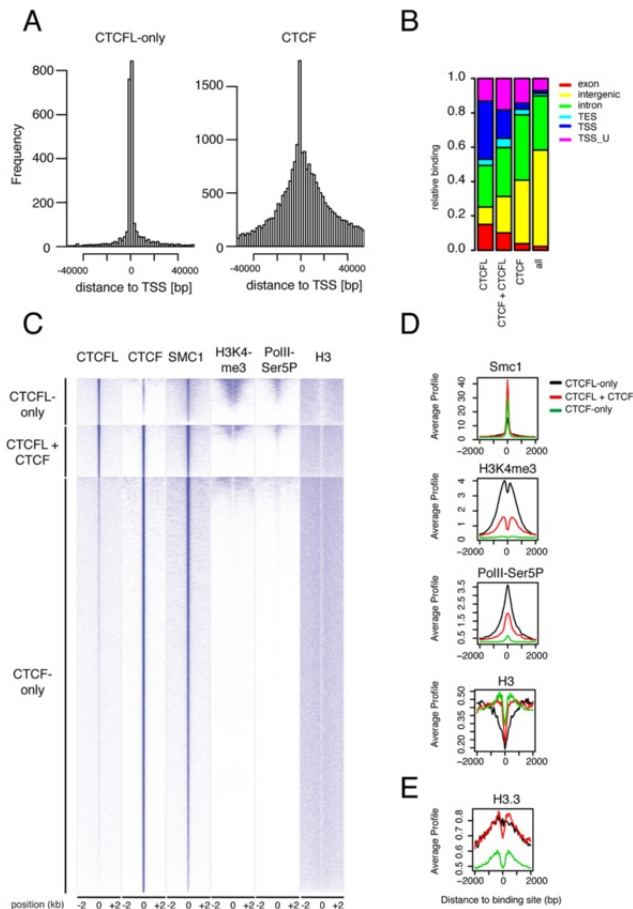 A
CTCFL-only
CTCF
Frequency
800
600
400
200
0
1500
1000
500
0
-40000 0 40000
-40000 0 40000
distance to TSS [bp]
distance to TSS [bp]
B
relative binding
1.0
0.8
0.6
0.4
0.2
0.0
CTCFL
CTCF + CTCFL
CTCF
all
exon
intergenic
intron
TES
TSS
TSS_U
C
CTCFL CTCF SMC1 H3K4-me3 PolII-Ser5P H3
CTCFL-only
CTCFL + CTCF
CTCF-only
position (kb) -2 0 +2 -2 0 +2 -2 0 +2 -2 0 +2 -2 0 +2 -2 0 +2
D
Smc1
Average Profile
40
30
20
10
0
-2000 0 2000
CTCFL-only
CTCFL + CTCF
CTCF-only
H3K4me3
Average Profile
4
3
2
1
0
-2000 0 2000
PolII-Ser5P
Average Profile
3.5
2.5
1.5
0.5
-2000 0 2000
H3
Average Profile
0.50
0.35
0.20
-2000 0 2000
E
H3.3
Average Profile
0.8
0.7
0.6
0.5
-2000 0 2000
Distance to binding site (bp)